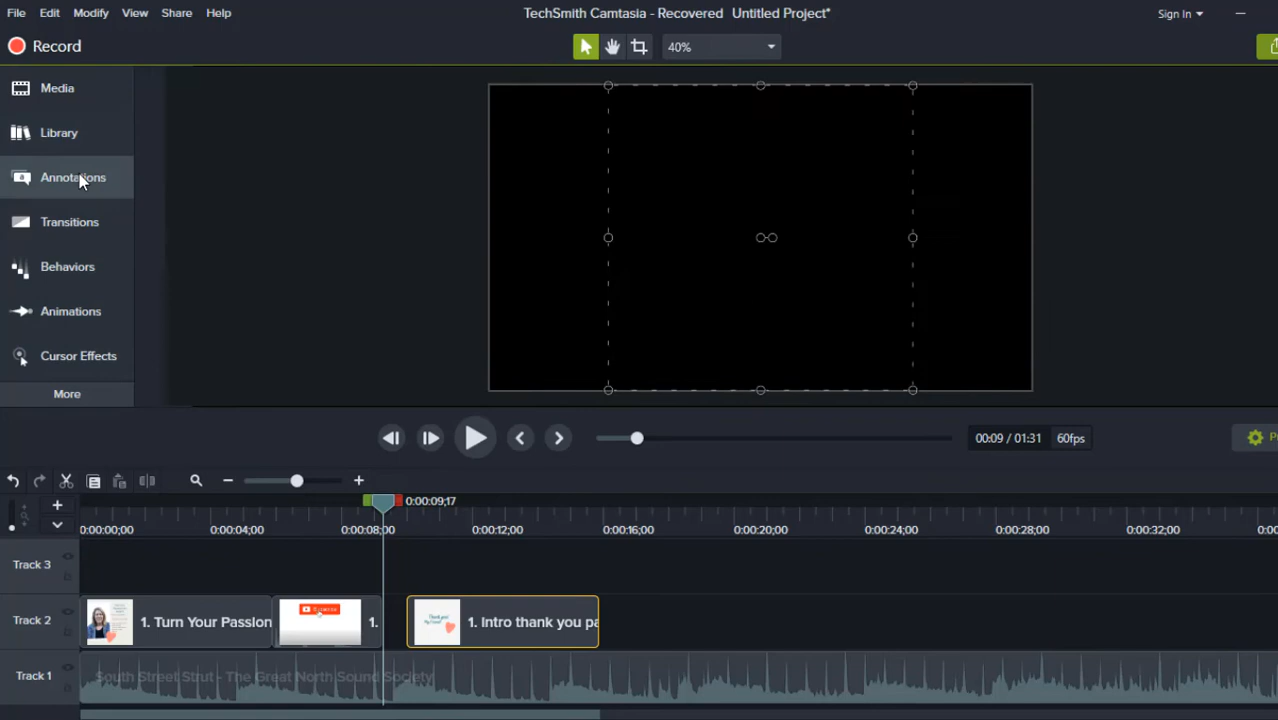 File Edit Modify View Share Help
TechSmith Camtasia - Recovered Untitled Project*
Sign In
Record
40%
Media
Library
Annotations
Transitions
Behaviors
Animations
Cursor Effects
More
00:09 / 01:31 60fps
0:00:09;17
0:00:00;00 0:00:04;00 0:00:08;00 0:00:12;00 0:00:16;00 0:00:20;00 0:00:24;00 0:00:28;00 0:00:32;00
Track 3
Track 2
1. Turn Your Passion
1.
1. Intro thank you pa
Track 1
South Street Strut - The Great North Sound Society